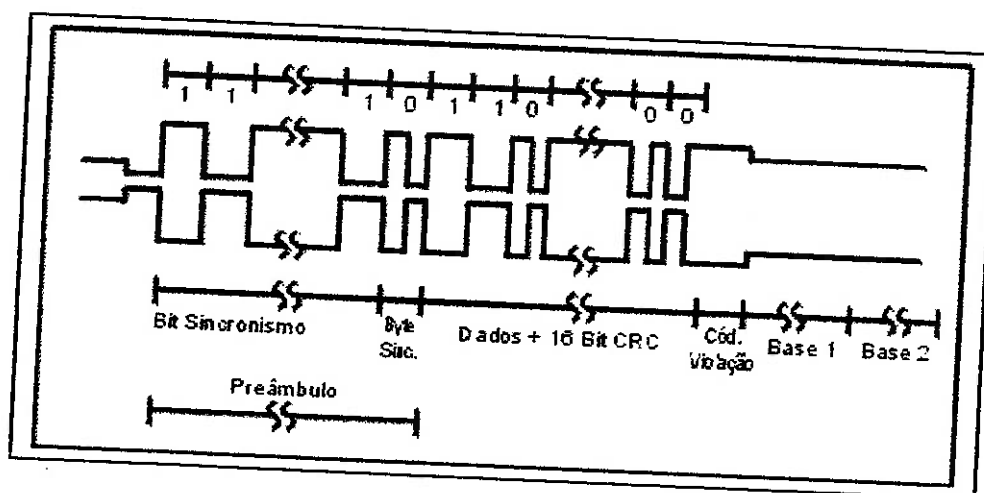 1 1 1 0 1 1 0 0 0
Bit Sincronismo
Byte
Sinc.
Dados + 16 Bit CRC
Cód.
Violação
Base 1
Base 2
Preâmbulo